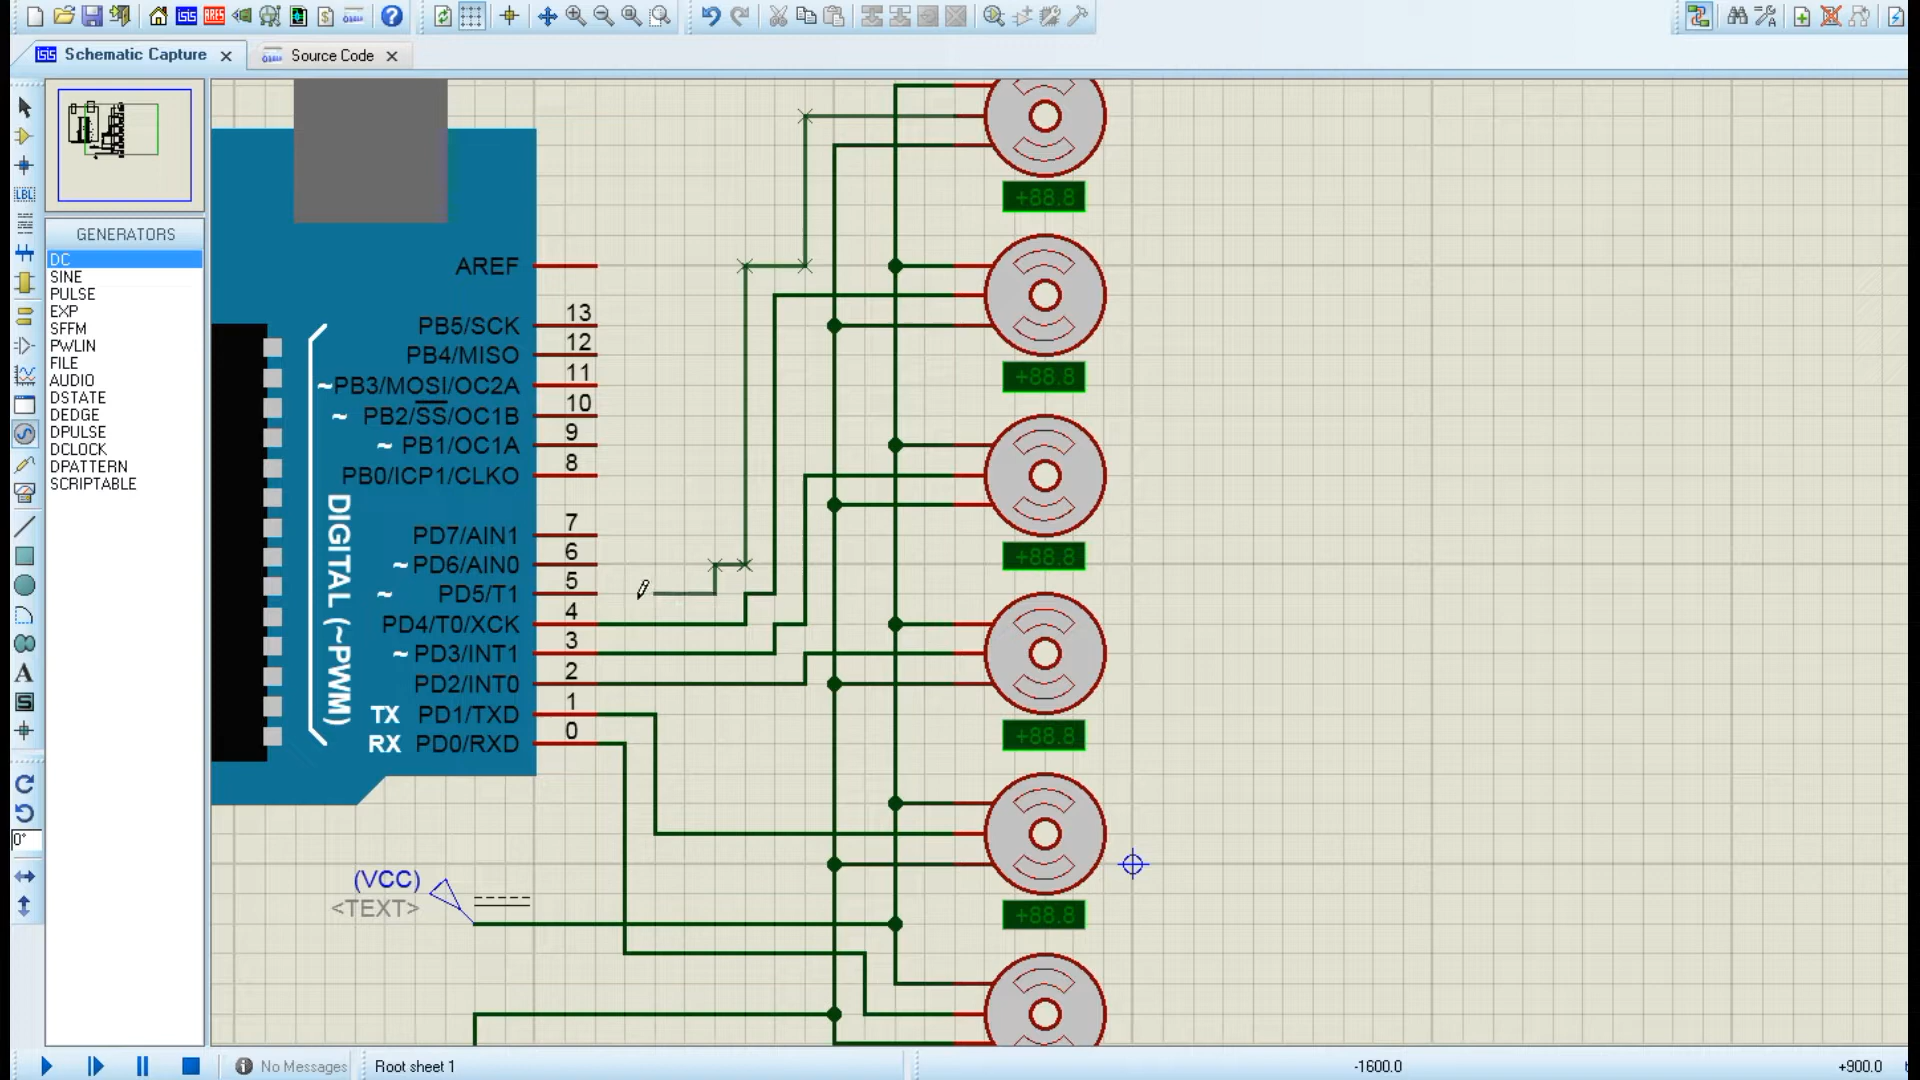 ISIS
ARES
Schematic Capture
Source Code
LBL
GENERATORS
DC
SINE
PULSE
EXP
SFFM
PWLIN
FILE
AUDIO
DSTATE
DEDGE
DPULSE
DCLOCK
DPATTERN
SCRIPTABLE
A
S
0°
AREF
PB5/SCK 13
PB4/MISO 12
~PB3/MOSI/OC2A 11
~ PB2/SS/OC1B 10
~ PB1/OC1A 9
PB0/ICP1/CLKO 8
PD7/AIN1 7
~PD6/AIN0 6
~ PD5/T1 5
PD4/T0/XCK 4
~ PD3/INT1 3
PD2/INT0 2
TX PD1/TXD 1
RX PD0/RXD 0
DIGITAL (~PWM)
(VCC)
<TEXT>
+88.8
+88.8
+88.8
+88.8
+88.8
No Messages
Root sheet 1
-1600.0
+900.0